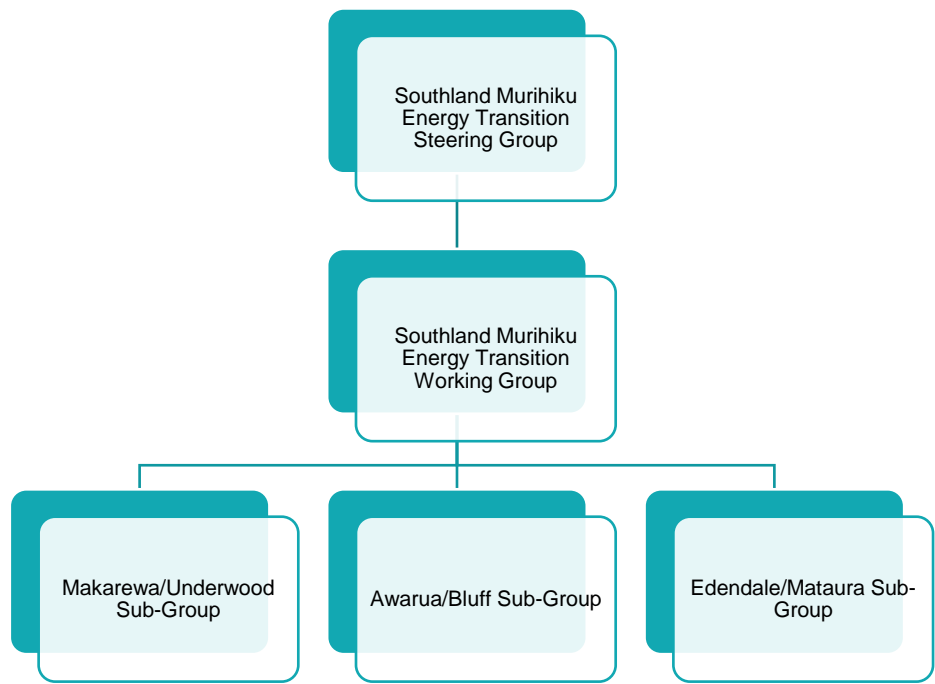 Southland Murihiku
Energy Transition
Steering Group
Southland Murihiku
Energy Transition
Working Group
Makarewa/Underwood
Sub-Group
Awarua/Bluff Sub-Group
Edendale/Mataura Sub-
Group